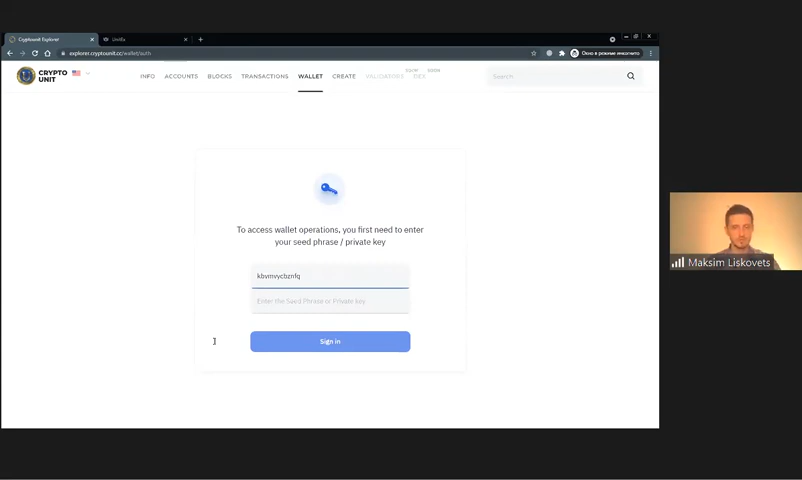 Cryptounit Explorer
UniMe
explorer.cryptounit.cc/wallet/auth
Окно в режиме инкогнито
CRYPTO
UNIT
INFO
ACCOUNTS
BLOCKS
TRANSACTIONS
WALLET
CREATE
SOON
Search
To access wallet operations, you first need to enter
your seed phrase / private key
kbvmvycbznfq
Enter the Seed Phrase or Private key
Sign in
Maksim Liskovets